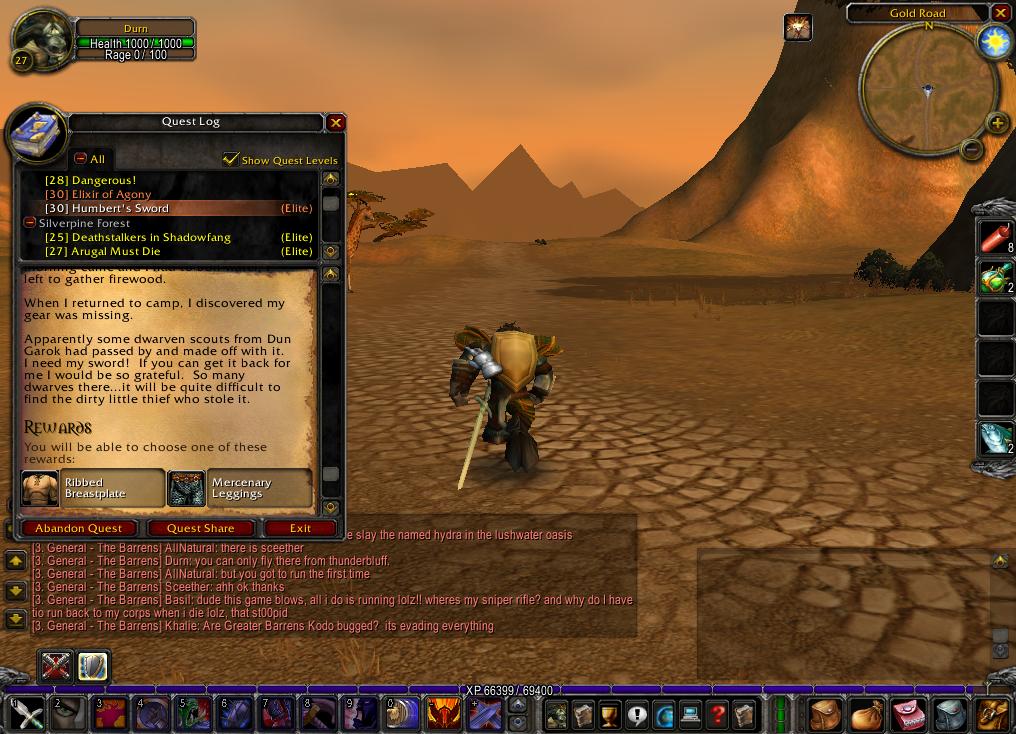 Durn
Health 1000 / 1000
Rage 0 / 100
27
Gold Road
N
Quest Log
All
Show Quest Levels
[28] Dangerous!
[30] Elixir of Agony
[30] Humbert's Sword (Elite)
Silverpine Forest
[25] Deathstalkers in Shadowfang (Elite)
[27] Arugal Must Die (Elite)
left to gather firewood.
When I returned to camp, I discovered my
gear was missing.
Apparently some dwarven scouts from Dun
Garok had passed by and made off with it.
I need my sword! If you can get it back for
me I would be so grateful. So many
dwarves there...it will be quite difficult to
find the dirty little thief who stole it.
Rewards
You will be able to choose one of these
rewards:
Ribbed
Breastplate
Mercenary
Leggings
Abandon Quest
Quest Share
Exit
8
2
2
e slay the named hydra in the lushwater oasis
[3. General - The Barrens] AllNatural: there is sceether
[3. General - The Barrens] Durn: you can only fly there from thunderbluff.
[3. General - The Barrens] AllNatural: but you got to run the first time
[3. General - The Barrens] Sceether: ahh ok thanks
[3. General - The Barrens] Basil: dude this game blows, all i do is running lolz!! wheres my sniper rifle? and why do I have
tio run back to my corps when i die lolz, that st00pid
[3. General - The Barrens] Khalie: Are Greater Barrens Kodo bugged? its evading everything
XP 66399 / 69400
1 2 3 4 5 6 7 8 9 0 - +